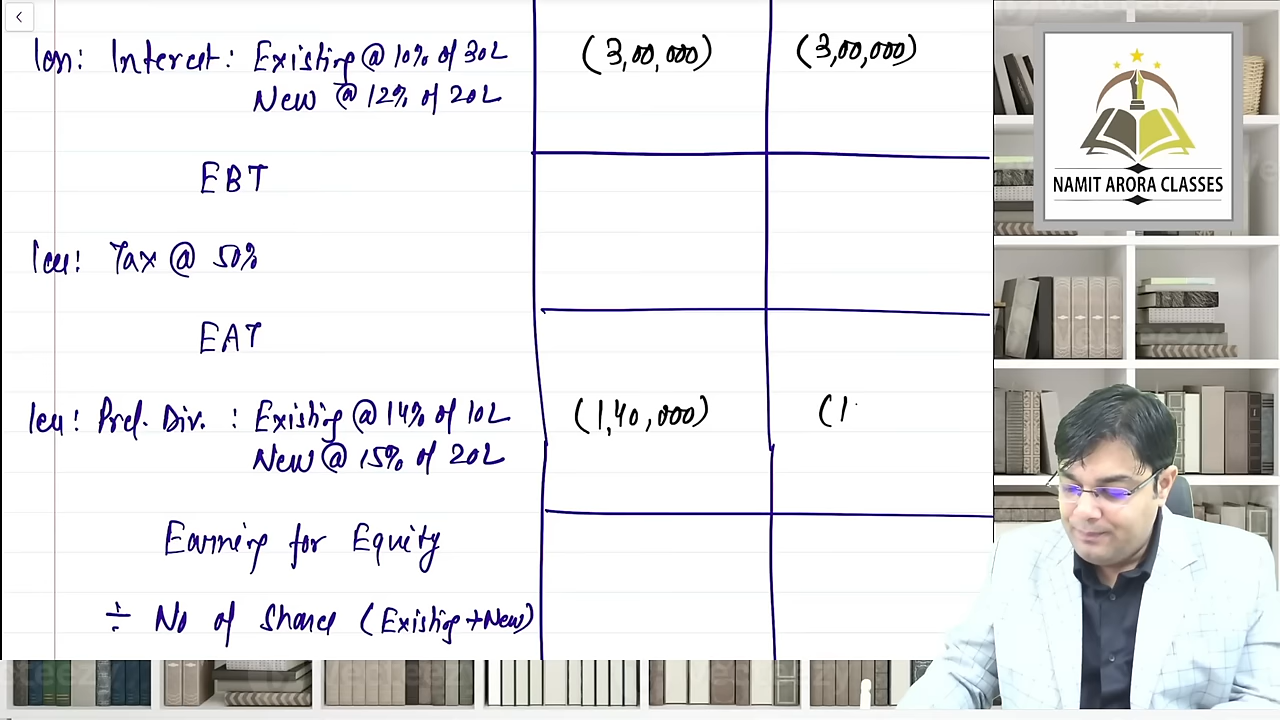 less: Interest: Existing @ 10% of 30L (3,00,000) (3,00,000)
New @ 12% of 20L
EBT
less: Tax @ 50%
EAT
less: Pref. Div. : Existing @ 14% of 10L (1,40,000) (1
New @ 15% of 20L
Earning for Equity
÷ No of Shares (Existing + New)
NAMIT ARORA CLASSES